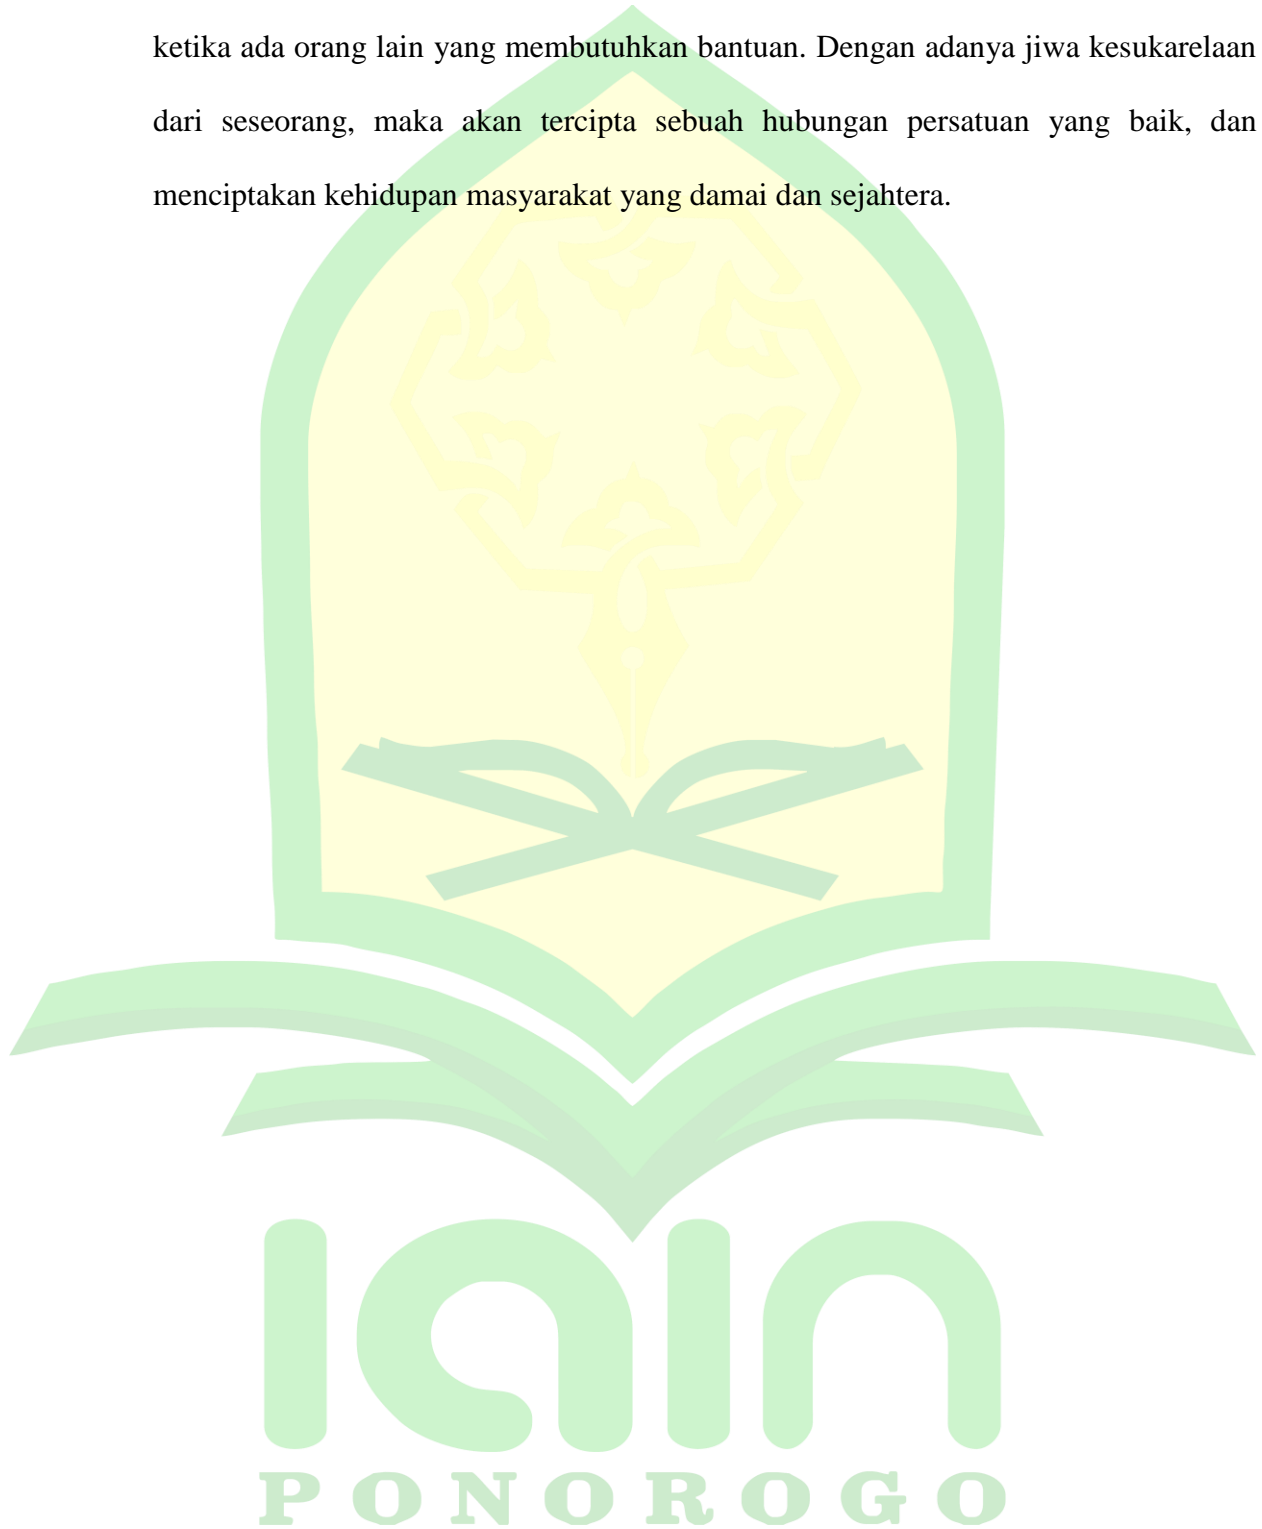 ketika ada orang lain yang membutuhkan bantuan. Dengan adanya jiwa kesukarelaan
dari seseorang, maka akan tercipta sebuah hubungan persatuan yang baik, dan
menciptakan kehidupan masyarakat yang damai dan sejahtera.
iain
PONOROGO